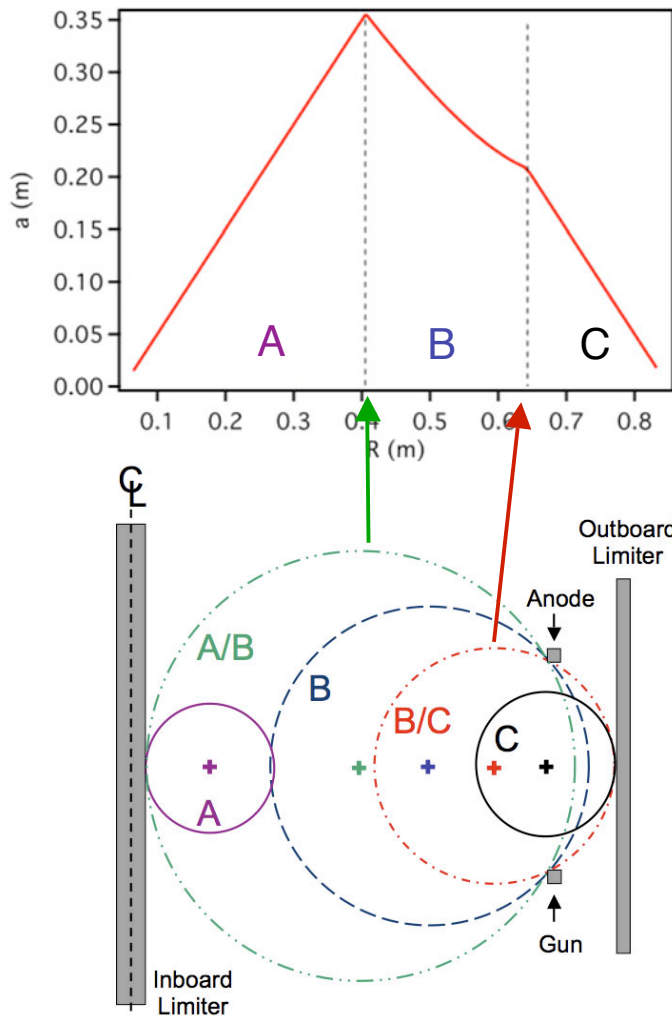 0.35
0.30
0.25
0.20
0.15
0.10
0.05
0.00
a (m)
A
B
C
0.1 0.2 0.3 0.4 0.5 0.6 0.7 0.8
R (m)
CL
Outboard
Limiter
Anode
A/B
B
B/C
C
A
Gun
Inboard
Limiter